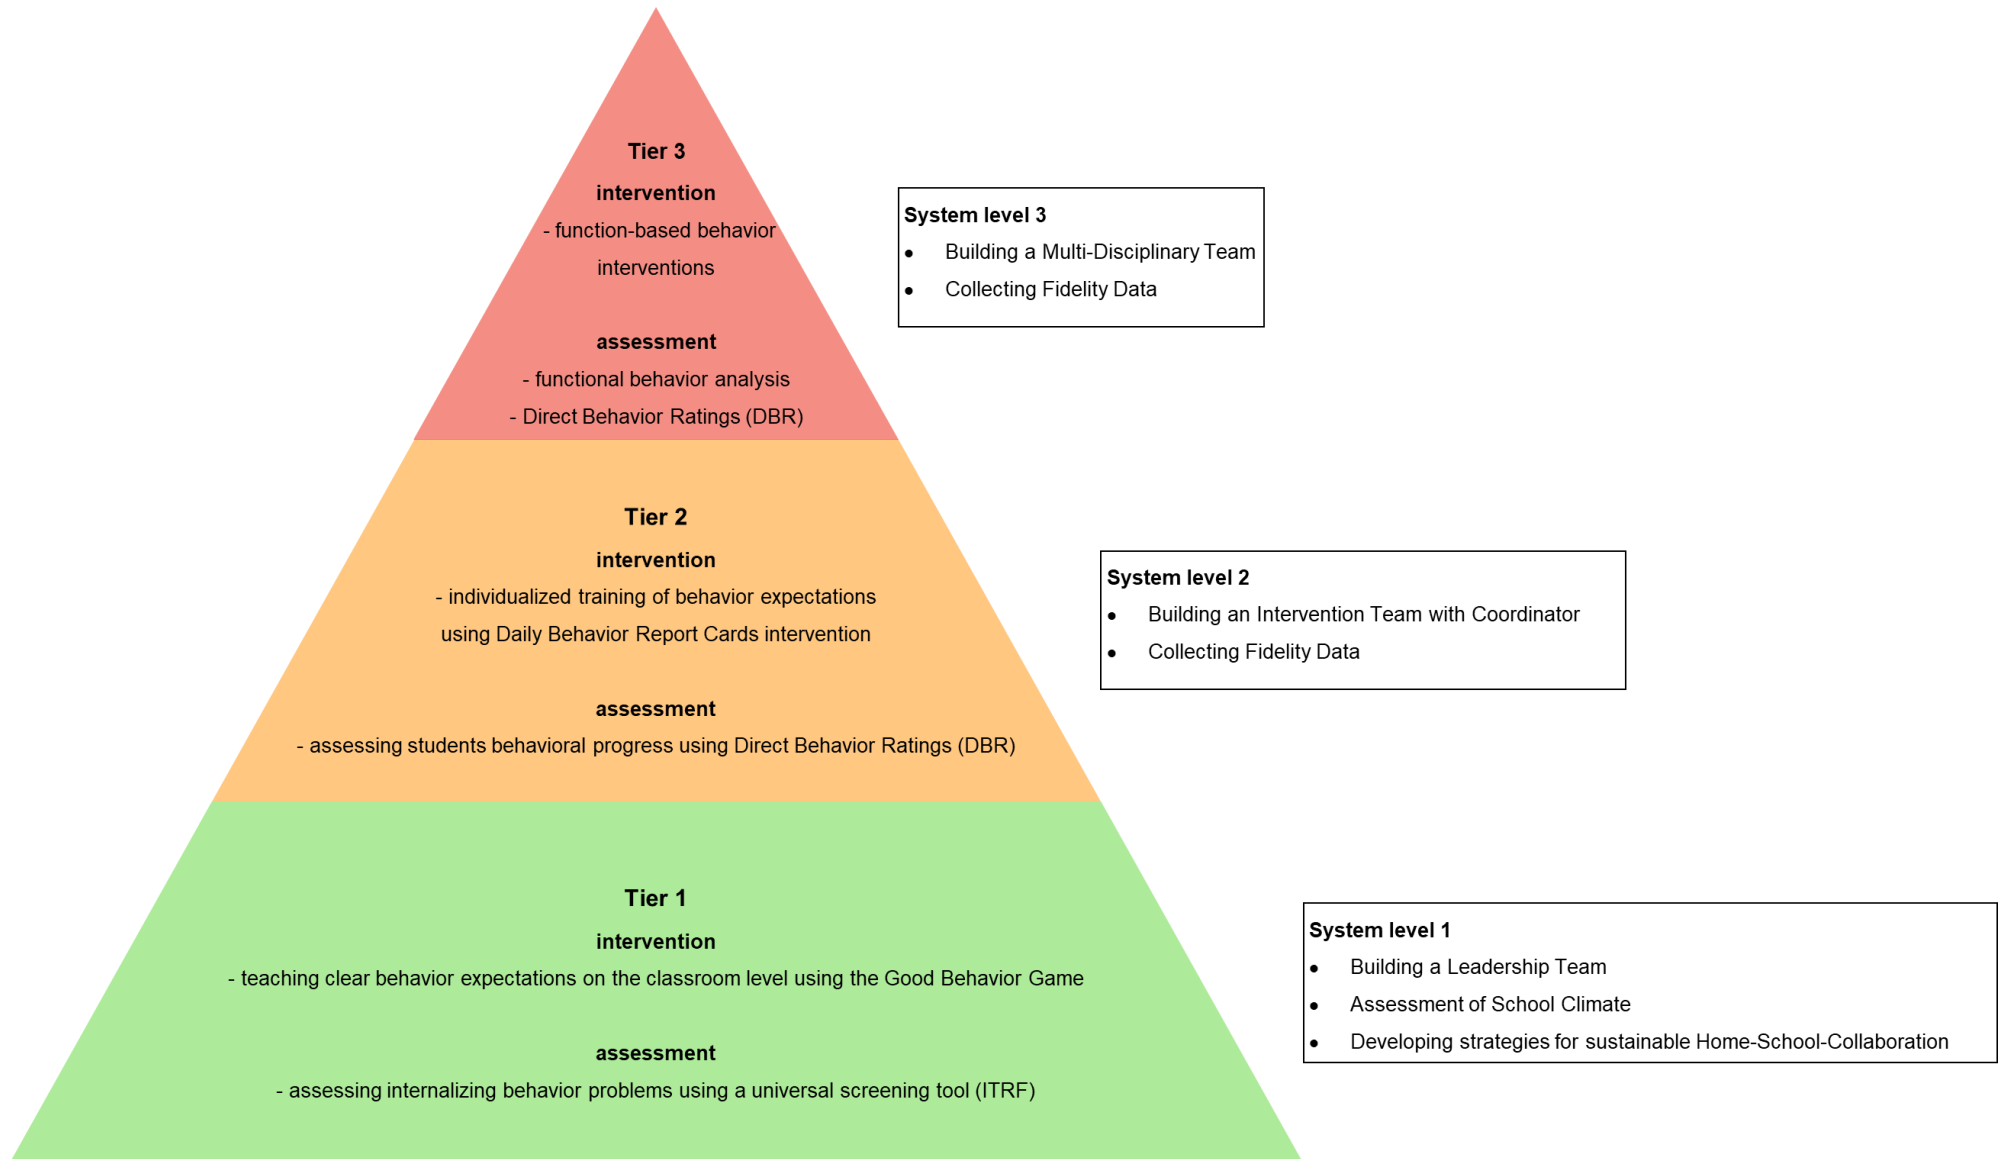 Tier 3
intervention
- function-based behavior
interventions
assessment
- functional behavior analysis
- Direct Behavior Ratings (DBR)
System level 3
• Building a Multi-Disciplinary Team
• Collecting Fidelity Data
Tier 2
intervention
- individualized training of behavior expectations
using Daily Behavior Report Cards intervention
assessment
- assessing students behavioral progress using Direct Behavior Ratings (DBR)
System level 2
• Building an Intervention Team with Coordinator
• Collecting Fidelity Data
Tier 1
intervention
- teaching clear behavior expectations on the classroom level using the Good Behavior Game
assessment
- assessing internalizing behavior problems using a universal screening tool (ITRF)
System level 1
• Building a Leadership Team
• Assessment of School Climate
• Developing strategies for sustainable Home-School-Collaboration